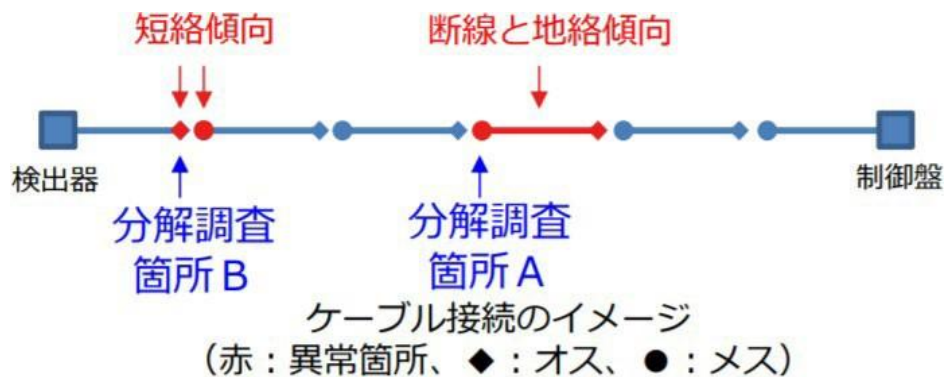 短絡傾向
断線と地絡傾向
検出器
制御盤
分解調査
箇所B
分解調査
箇所A
ケーブル接続のイメージ
（赤：異常箇所、◆：オス、●：メス）